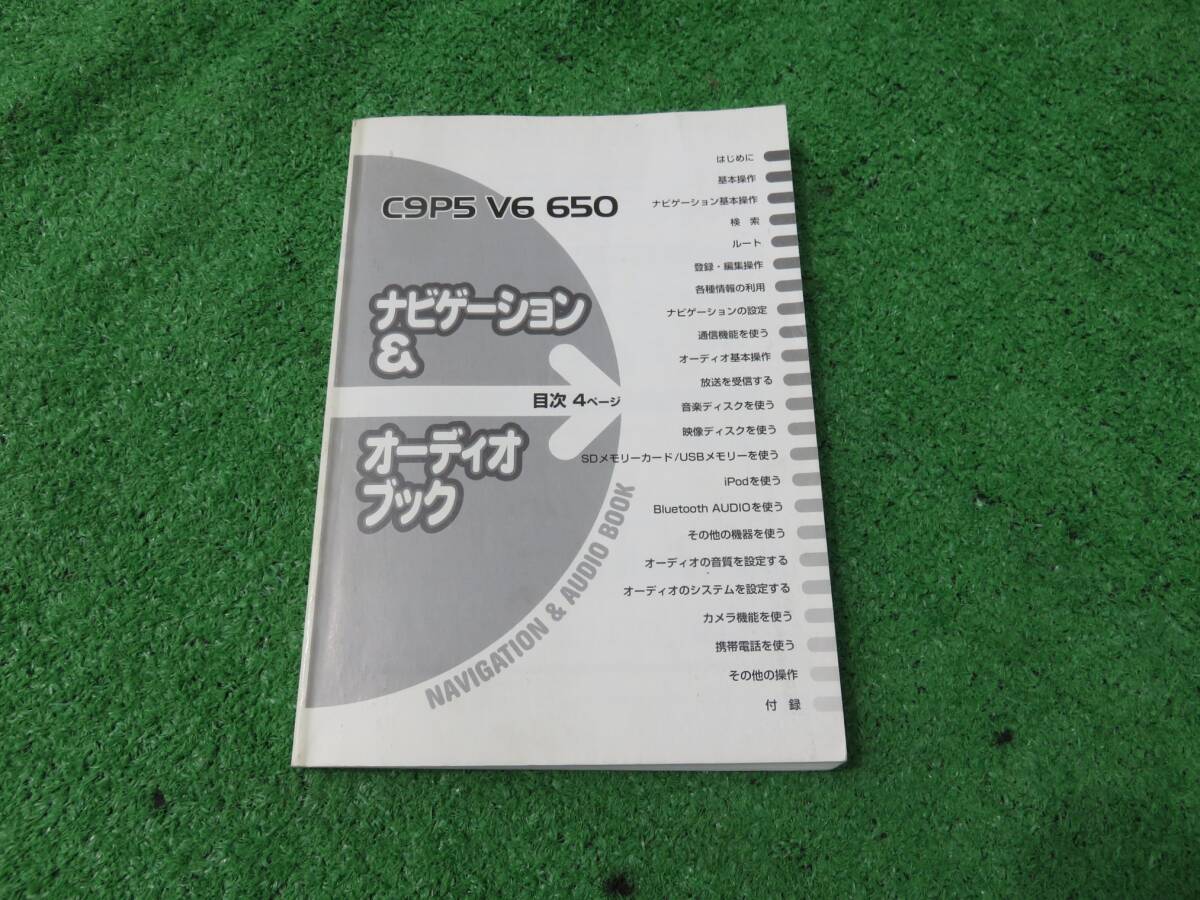 C9P5 V6 650
ナビゲーション
&
オーディオ
ブック
目次 4ページ
NAVIGATION & AUDIO BOOK
はじめに
基本操作
ナビゲーション基本操作
検 索
ルート
登録・編集操作
各種情報の利用
ナビゲーションの設定
通信機能を使う
オーディオ基本操作
放送を受信する
音楽ディスクを使う
映像ディスクを使う
SDメモリーカード/USBメモリーを使う
iPodを使う
Bluetooth AUDIOを使う
その他の機器を使う
オーディオの音質を設定する
オーディオのシステムを設定する
カメラ機能を使う
携帯電話を使う
その他の操作
付 録